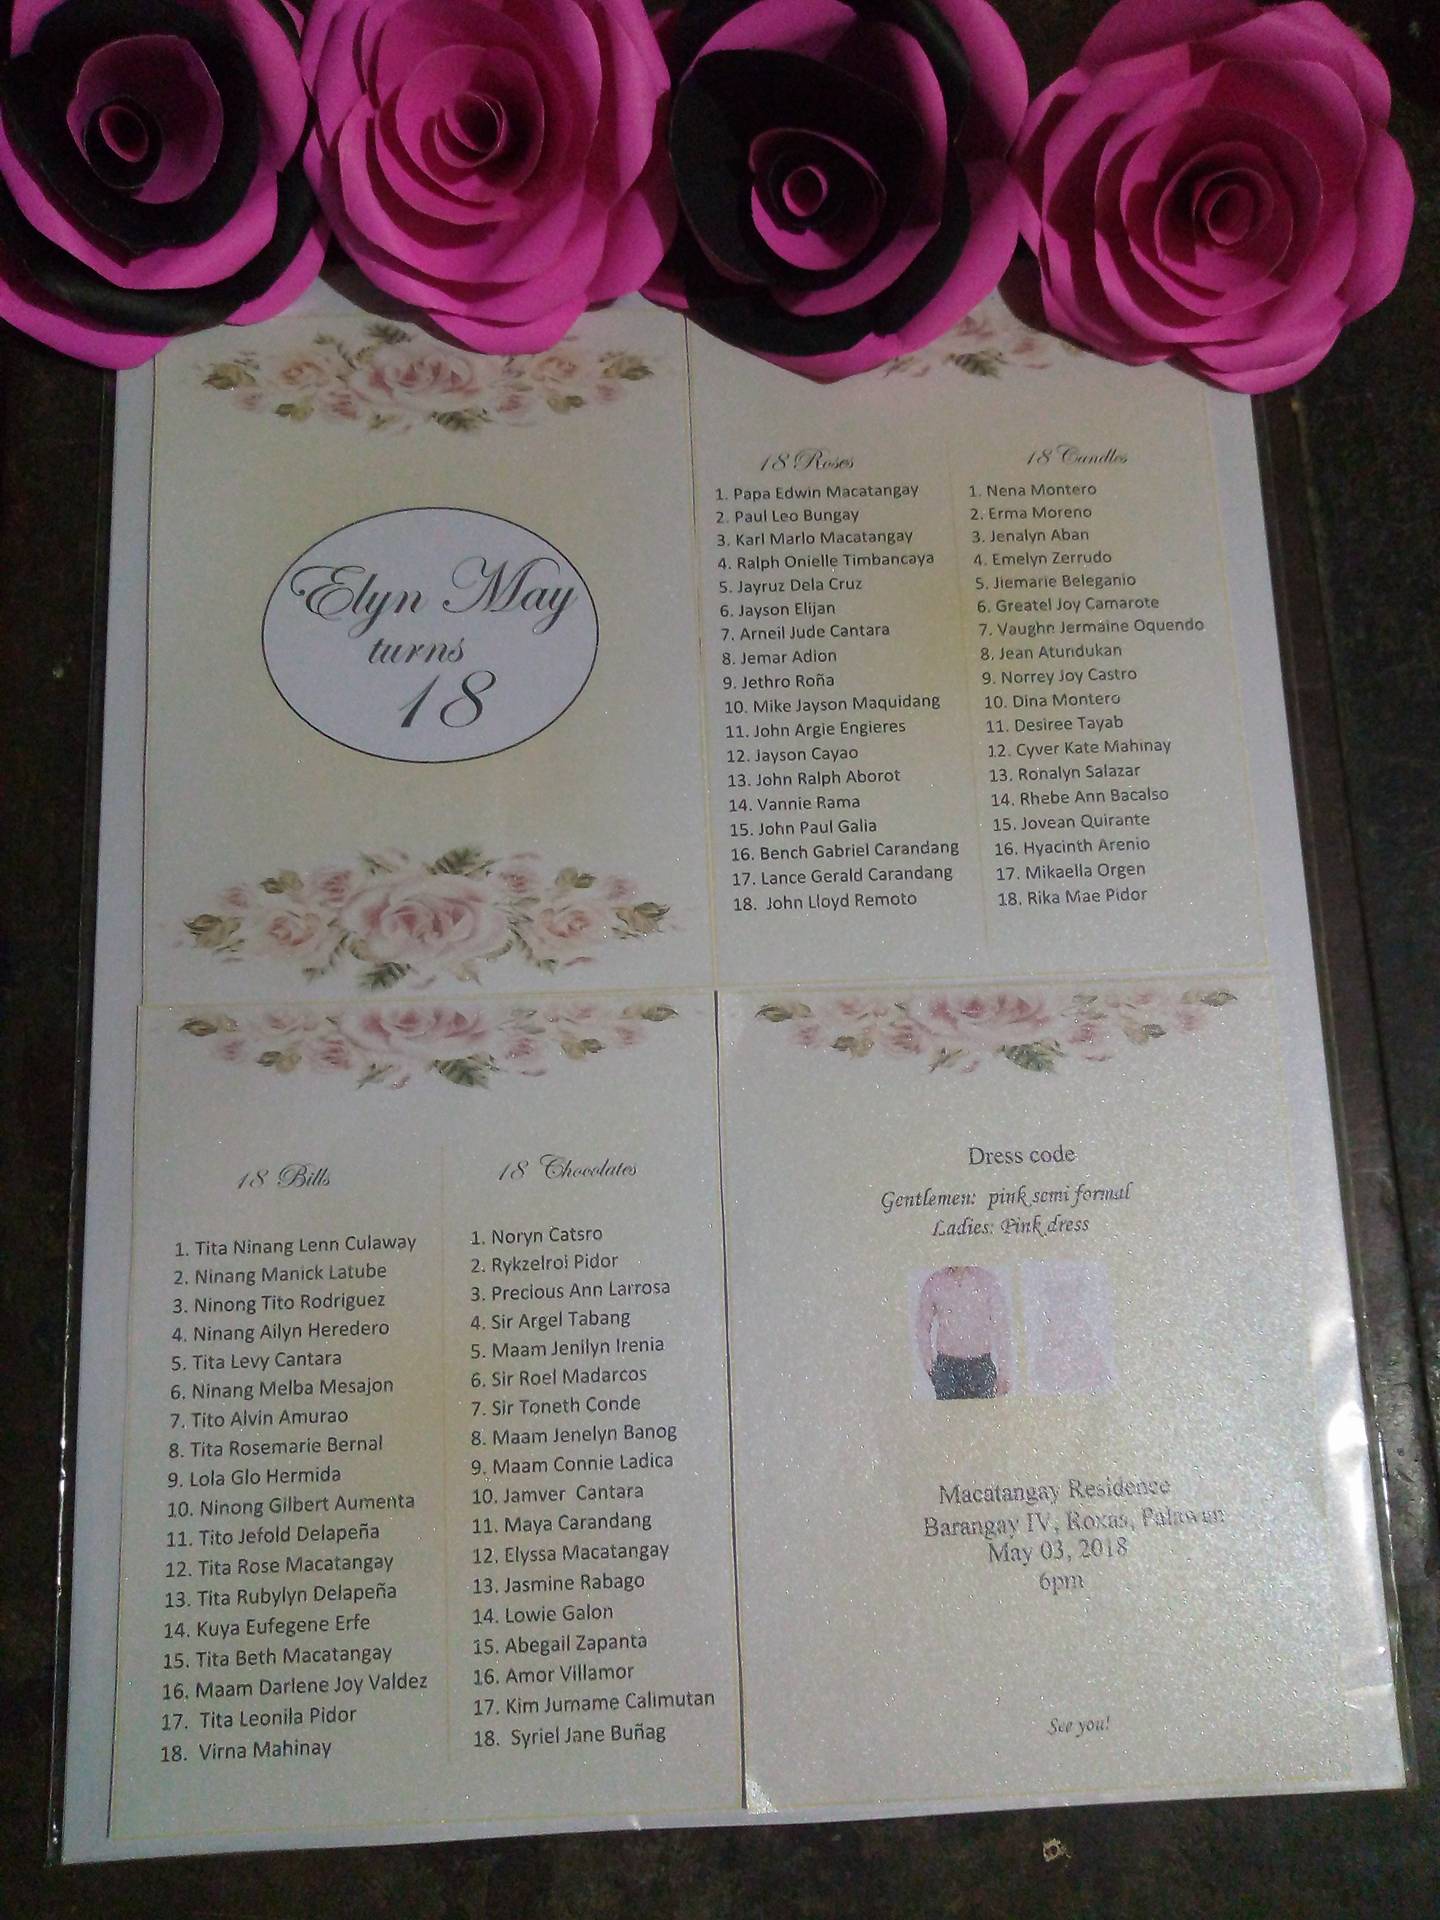 Elyn May
turns
18
18 Roses
1. Papa Edwin Macatangay
2. Paul Leo Bungay
3. Karl Marlo Macatangay
4. Ralph Onielle Timbancaya
5. Jayruz Dela Cruz
6. Jayson Elijan
7. Arneil Jude Cantara
8. Jemar Adion
9. Jethro Roña
10. Mike Jayson Maquidang
11. John Argie Engieres
12. Jayson Cayao
13. John Ralph Aborot
14. Vannie Rama
15. John Paul Galia
16. Bench Gabriel Carandang
17. Lance Gerald Carandang
18. John Lloyd Remoto
18 Candles
1. Nena Montero
2. Erma Moreno
3. Jenalyn Aban
4. Emelyn Zerrudo
5. Jiemarie Beleganio
6. Greatel Joy Camarote
7. Vaughn Jermaine Oquendo
8. Jean Atundukan
9. Norrey Joy Castro
10. Dina Montero
11. Desiree Tayab
12. Cyver Kate Mahinay
13. Ronalyn Salazar
14. Rhebe Ann Bacalso
15. Jovean Quirante
16. Hyacinth Arenio
17. Mikaella Orgen
18. Rika Mae Pidor
18 Bills
1. Tita Ninang Lenn Culaway
2. Ninang Manick Latube
3. Ninong Tito Rodriguez
4. Ninang Ailyn Heredero
5. Tita Levy Cantara
6. Ninang Melba Mesajon
7. Tito Alvin Amurao
8. Tita Rosemarie Bernal
9. Lola Glo Hermida
10. Ninong Gilbert Aumenta
11. Tito Jefold Delapeña
12. Tita Rose Macatangay
13. Tita Rubylyn Delapeña
14. Kuya Eufegene Erfe
15. Tita Beth Macatangay
16. Maam Darlene Joy Valdez
17. Tita Leonila Pidor
18. Virna Mahinay
18 Chocolates
1. Noryn Catsro
2. Rykzelroi Pidor
3. Precious Ann Larrosa
4. Sir Argel Tabang
5. Maam Jenilyn Irenia
6. Sir Roel Madarcos
7. Sir Toneth Conde
8. Maam Jenelyn Banog
9. Maam Connie Ladica
10. Jamver Cantara
11. Maya Carandang
12. Elyssa Macatangay
13. Jasmine Rabago
14. Lowie Galon
15. Abegail Zapanta
16. Amor Villamor
17. Kim Jurname Calimutan
18. Syriel Jane Buñag
Dress code
Gentlemen: pink semi formal
Ladies: Pink dress
Macatangay Residence
Barangay IV, Roxas, Palawan
May 03, 2018
6pm
See you!